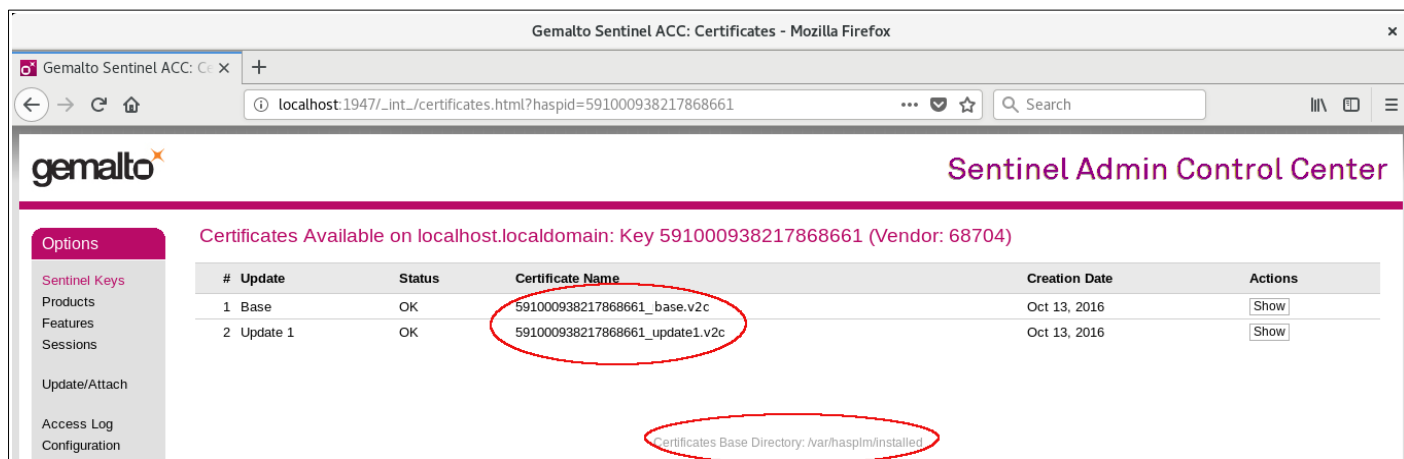 Gemalto Sentinel ACC: Certificates - Mozilla Firefox
Gemalto Sentinel ACC: Ce
localhost:1947/_int_/certificates.html?haspid=591000938217868661
Search
gemalto
Sentinel Admin Control Center
Options
Certificates Available on localhost.localdomain: Key 591000938217868661 (Vendor: 68704)
# Update Status Certificate Name Creation Date Actions
1 Base OK 591000938217868661_base.v2c Oct 13, 2016 Show
2 Update 1 OK 591000938217868661_update1.v2c Oct 13, 2016 Show
Sentinel Keys
Products
Features
Sessions
Update/Attach
Access Log
Configuration
Certificates Base Directory: /var/hasplm/installed